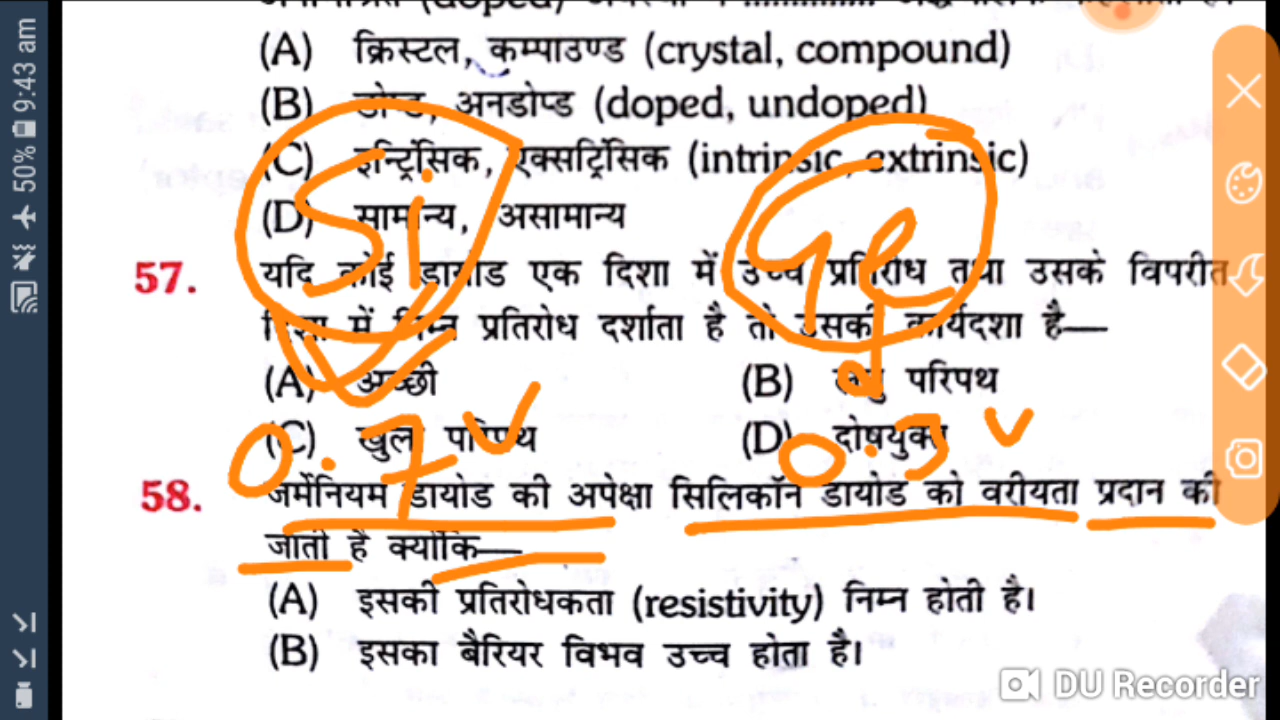 (A) क्रिस्टल, कम्पाउण्ड (crystal, compound)
(B) डोप्ड, अनडोप्ड (doped, undoped)
(C) इन्ट्रिंसिक, एक्सट्रिंसिक (intrinsic, extrinsic)
(D) सामान्य, असामान्य
Si Ge
57. यदि कोई डायोड एक दिशा में उच्च प्रतिरोध तथा उसके विपरीत
दिशा में निम्न प्रतिरोध दर्शाता है तो उसकी कार्यदशा है—
(A) अच्छी (B) लघु परिपथ
(C) खुला परिपथ (D) दोषयुक्त
0.7 V 0.3 V
58. जर्मेनियम डायोड की अपेक्षा सिलिकॉन डायोड को वरीयता प्रदान की
जाती है क्योंकि—
(A) इसकी प्रतिरोधकता (resistivity) निम्न होती है।
(B) इसका बैरियर विभव उच्च होता है।
DU Recorder
50% 9:43 am